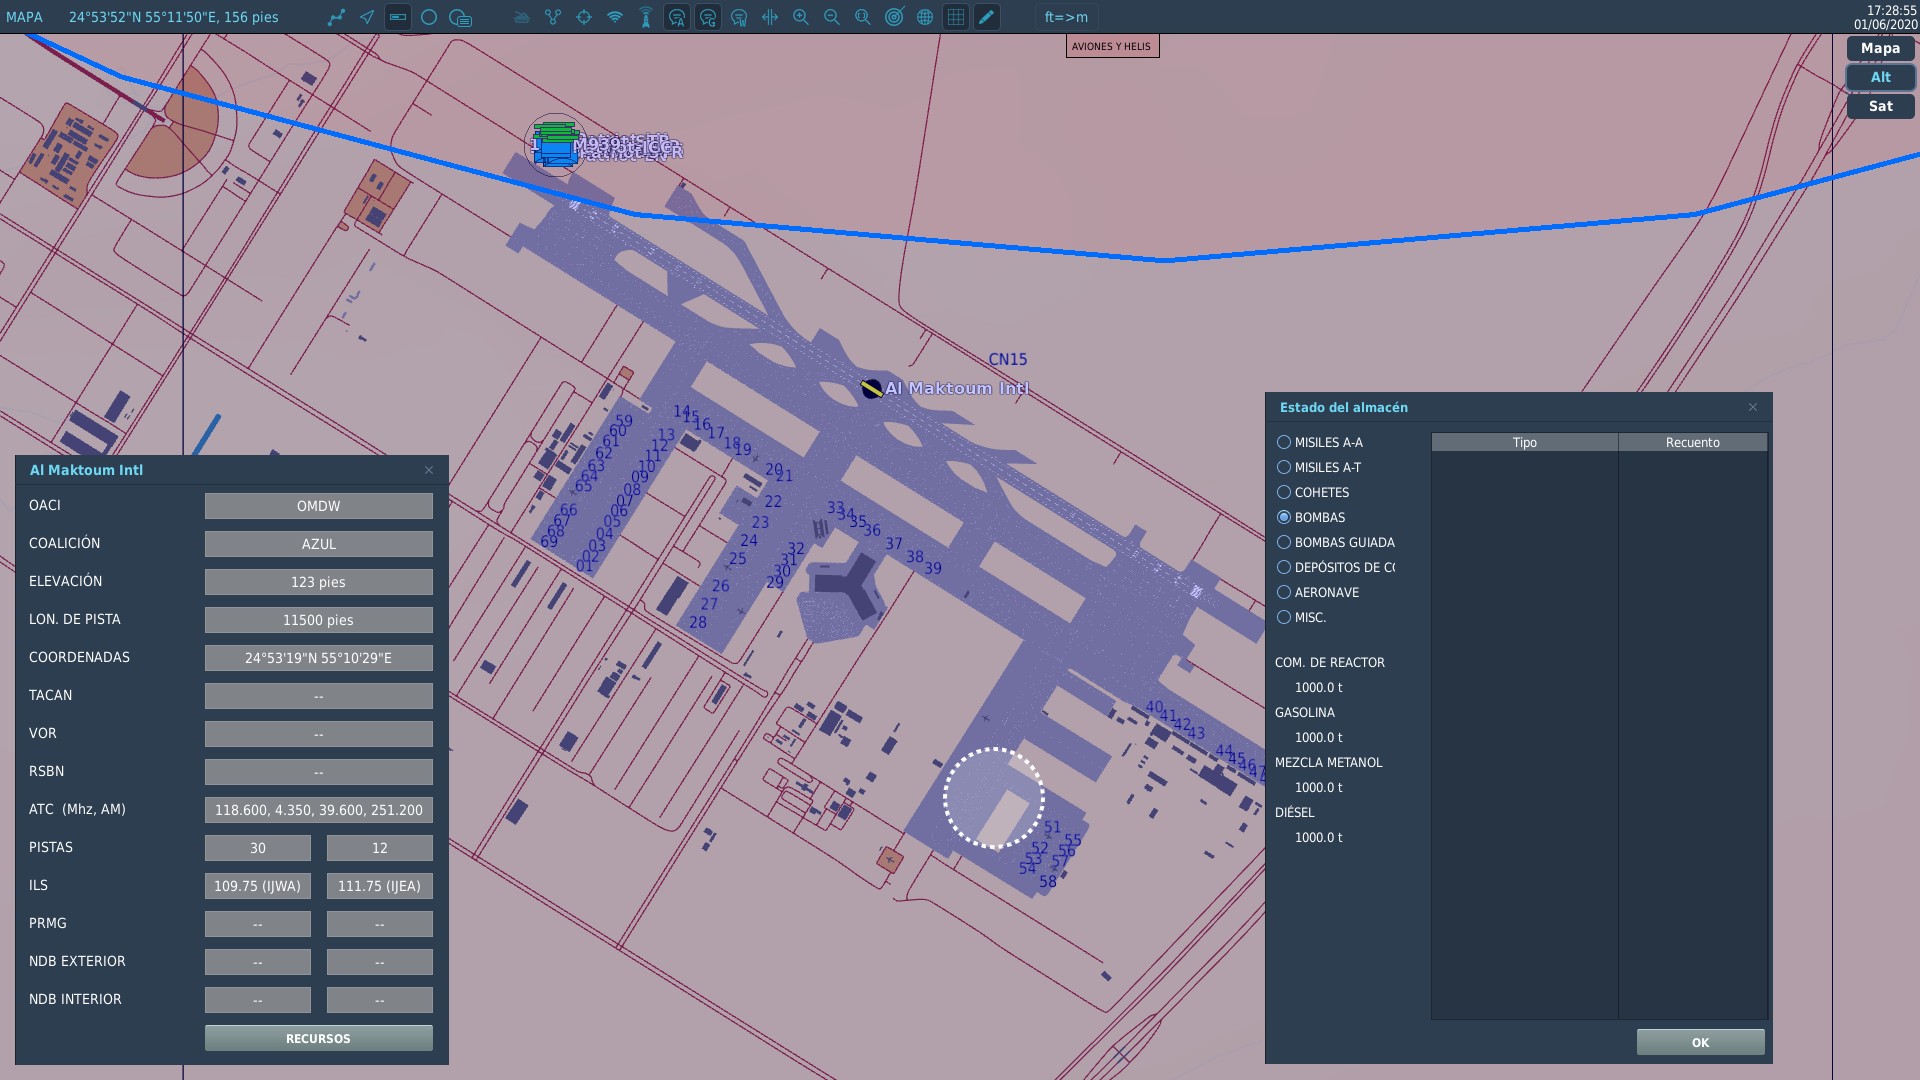 MAPA
24°53'52"N 55°11'50"E, 156 pies
ft=>m
17:28:55
01/06/2020
AVIONES Y HELIS
Mapa
Alt
Sat
CN15
Al Maktoum Intl
59
60
61
62
63
64
65
66
67
68
69
14
15
16
17
18
19
13
12
11
10
09
08
07
06
05
04
03
02
01
20
21
22
23
24
25
26
27
28
32
31
30
29
33
34
35
36
37
38
39
40
41
42
43
44
45
46
47
51
52
53
54
55
56
57
58
Al Maktoum Intl
OACI OMDW
COALICIÓN AZUL
ELEVACIÓN 123 pies
LON. DE PISTA 11500 pies
COORDENADAS 24°53'19"N 55°10'29"E
TACAN --
VOR --
RSBN --
ATC (Mhz, AM) 118.600, 4.350, 39.600, 251.200
PISTAS 30 12
ILS 109.75 (IJWA) 111.75 (IJEA)
PRMG -- --
NDB EXTERIOR -- --
NDB INTERIOR -- --
RECURSOS
Estado del almacén
MISILES A-A
MISILES A-T
COHETES
BOMBAS
BOMBAS GUIADA
DEPÓSITOS DE CO
AERONAVE
MISC.
Tipo Recuento
COM. DE REACTOR
1000.0 t
GASOLINA
1000.0 t
MEZCLA METANOL
1000.0 t
DIÉSEL
1000.0 t
OK